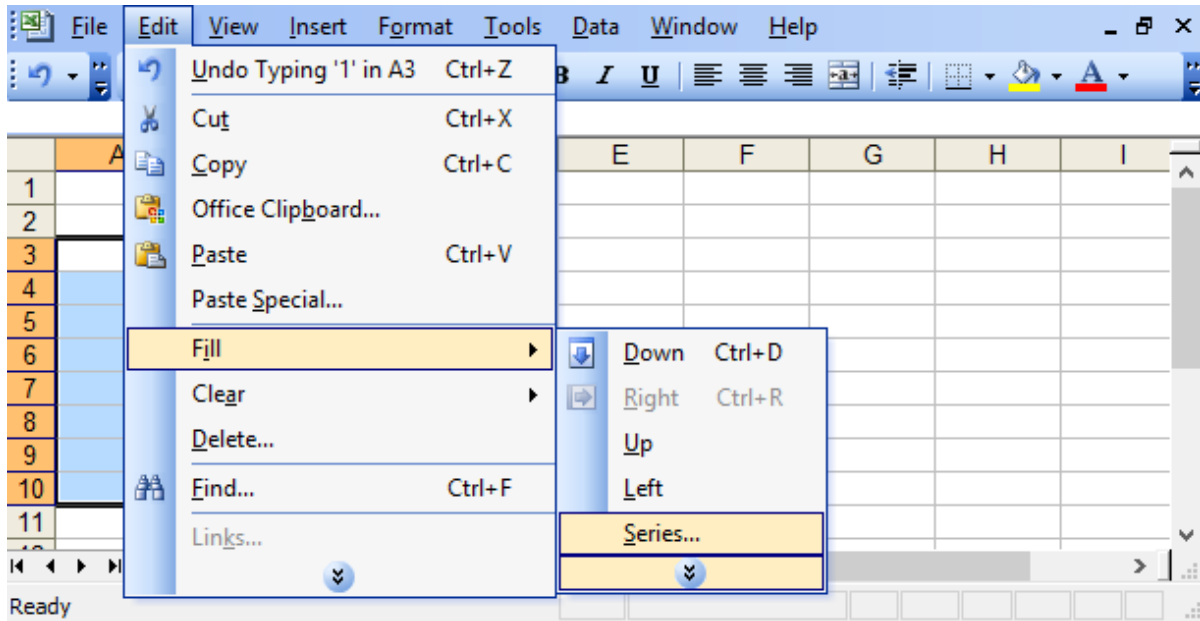 File Edit View Insert Format Tools Data Window Help
Undo Typing '1' in A3 Ctrl+Z
B I U A
Cut Ctrl+X
A E F G H I
Copy Ctrl+C
1
Office Clipboard...
2
3 Paste Ctrl+V
4
Paste Special...
5
6 Fill Down Ctrl+D
7 Clear Right Ctrl+R
8
Delete... Up
9
10 Find... Ctrl+F Left
11
Links... Series...
Ready